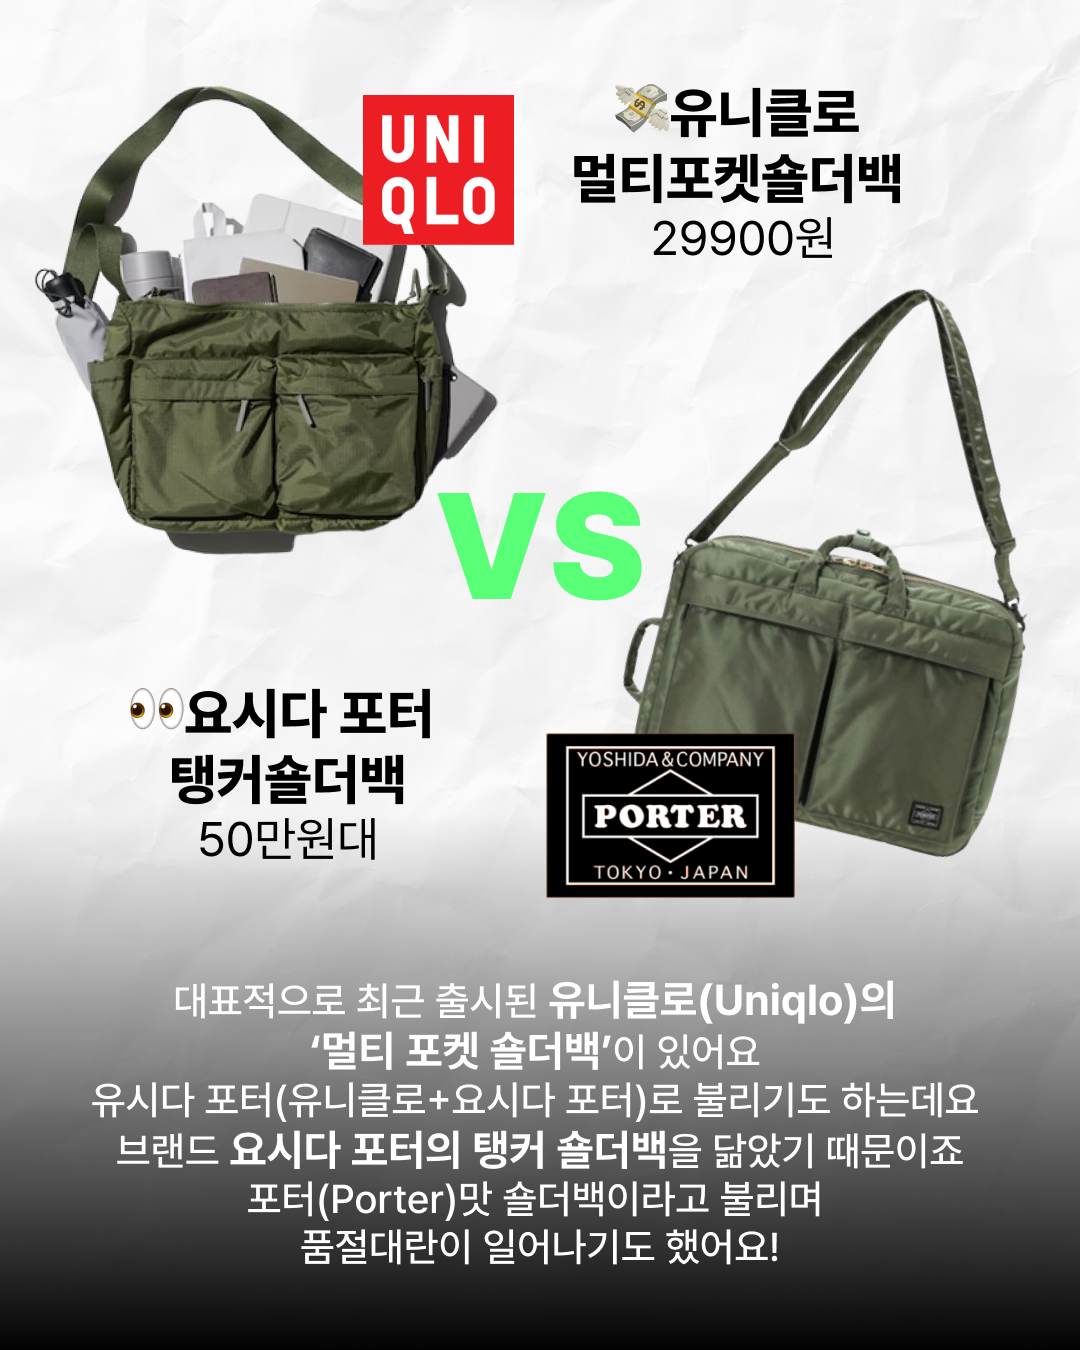 UNI
QLO
💸유니클로
멀티포켓숄더백
29900원
VS
👀요시다 포터
탱커숄더백
50만원대
YOSHIDA&COMPANY
PORTER
TOKYO・JAPAN
대표적으로 최근 출시된 유니클로(Uniqlo)의
‘멀티 포켓 숄더백’이 있어요
유시다 포터(유니클로+요시다 포터)로 불리기도 하는데요
브랜드 요시다 포터의 탱커 숄더백을 닮았기 때문이죠
포터(Porter)맛 숄더백이라고 불리며
품절대란이 일어나기도 했어요!